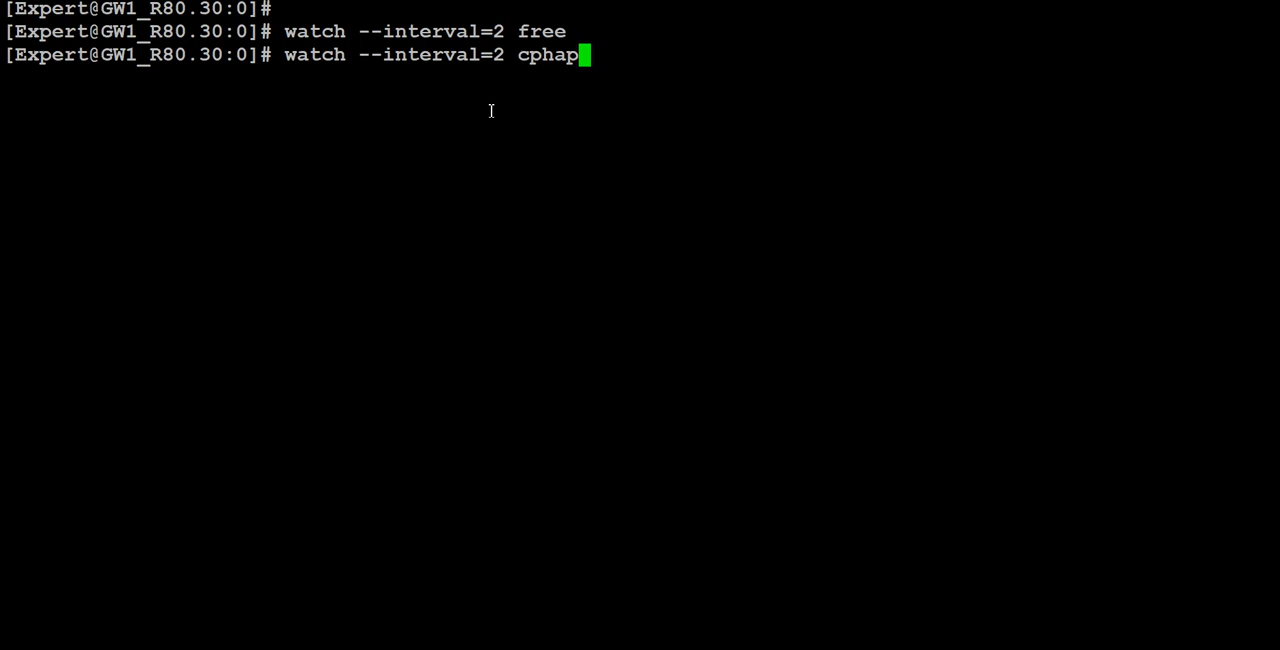 [Expert@GW1_R80.30:0]#
[Expert@GW1_R80.30:0]# watch --interval=2 free
[Expert@GW1_R80.30:0]# watch --interval=2 cphap